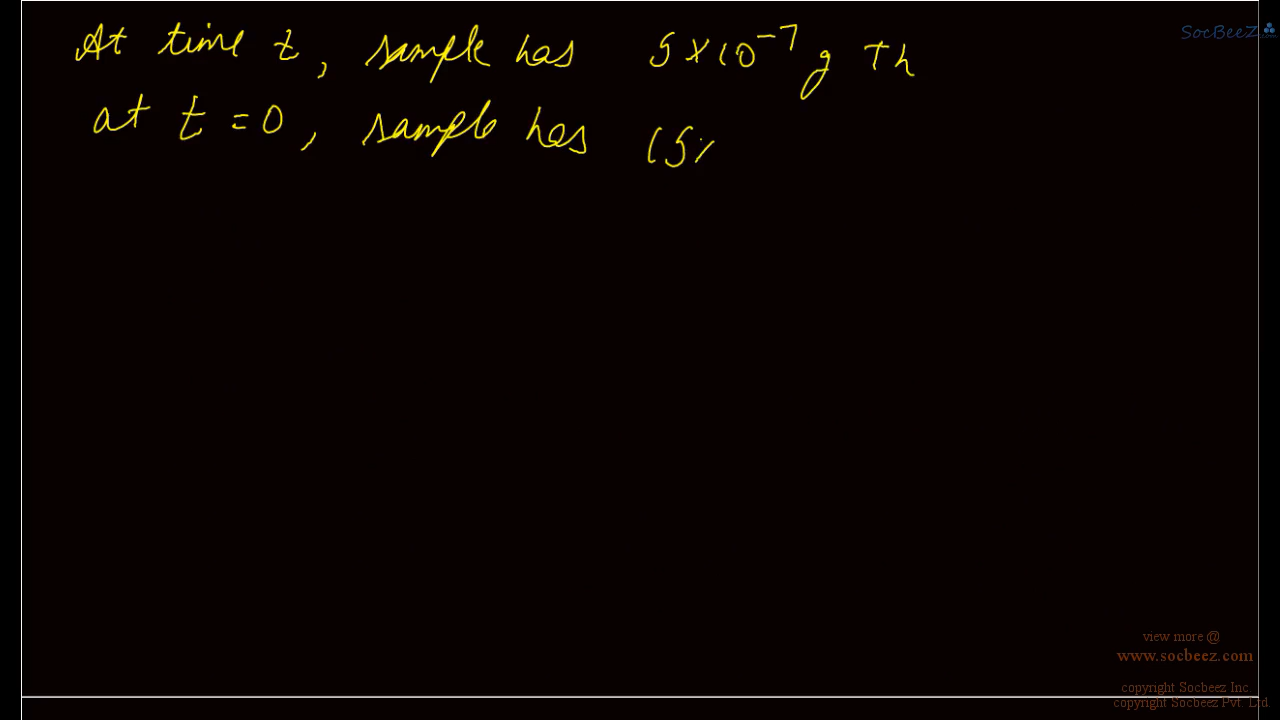 SocBeeZ
At time t, sample has 5 × 10⁻⁷ g Th
at t = 0, sample has (5
view more @
www.socbeez.com
copyright Socbeez Inc.
copyright Socbeez Pvt. Ltd.